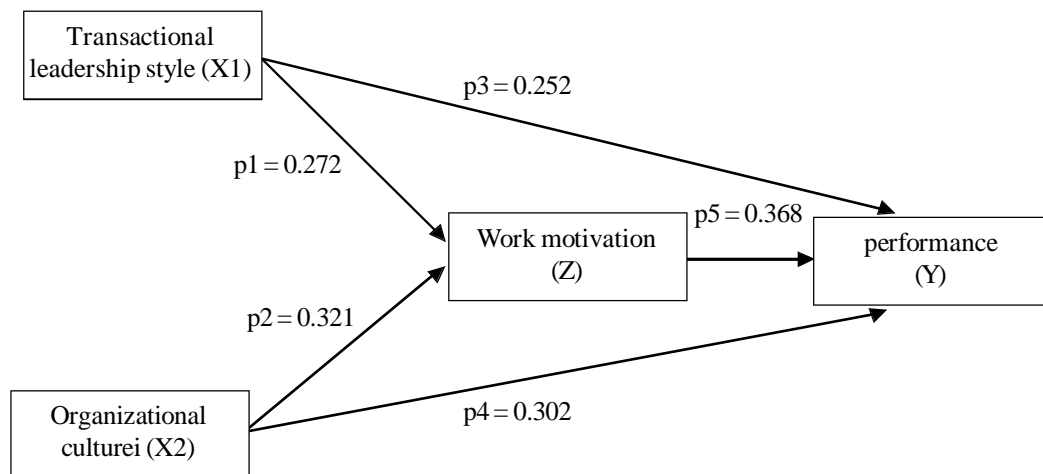 Transactional
leadership style (X1)
p3 = 0.252
p1 = 0.272
p5 = 0.368
Work motivation
(Z)
performance
(Y)
p2 = 0.321
p4 = 0.302
Organizational
culturei (X2)